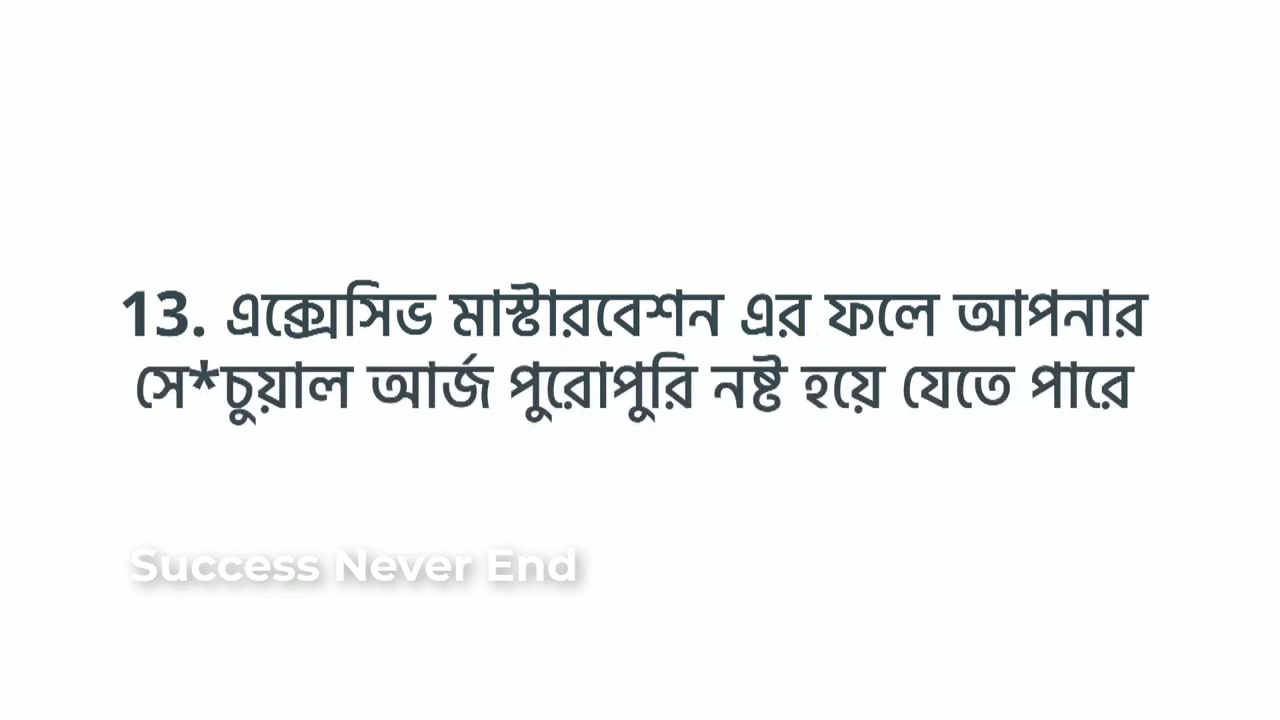 13. এক্সেসিভ মাস্টারবেশন এর ফলে আপনার
সে*চুয়াল আর্জ পুরোপুরি নষ্ট হয়ে যেতে পারে
Success Never End